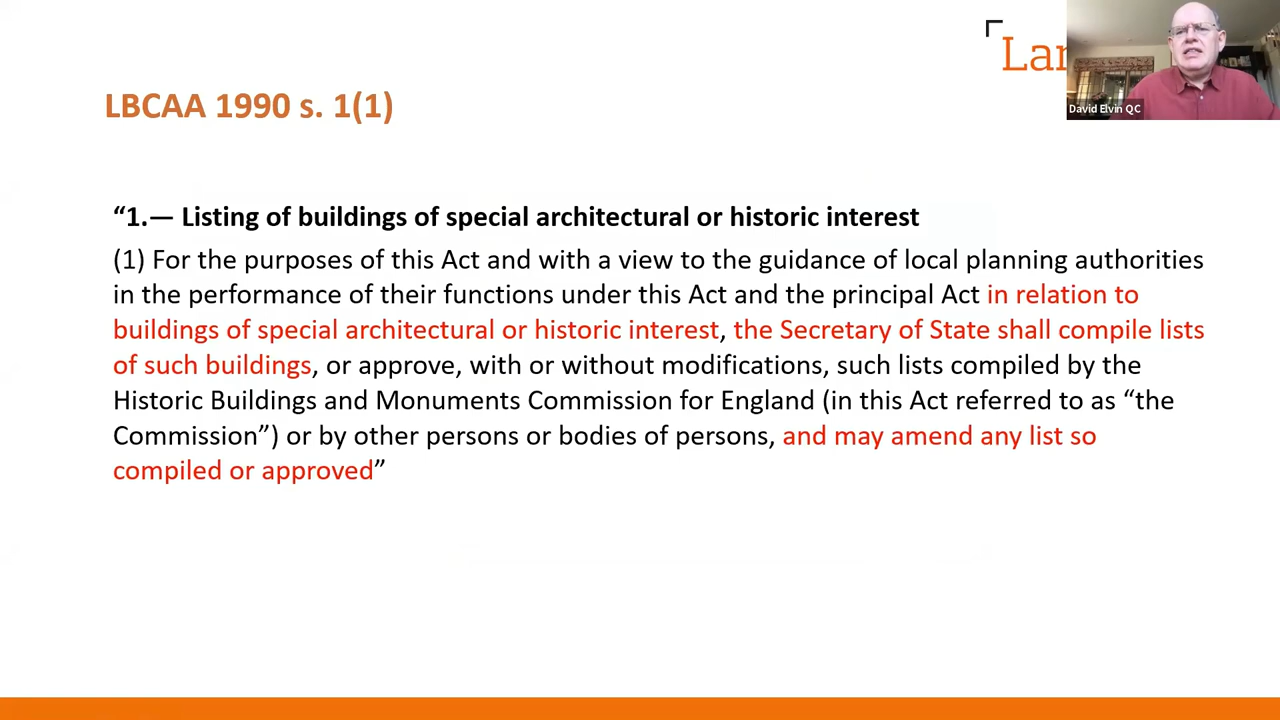 LBCAA 1990 s. 1(1)
David Elvin QC
“1.— Listing of buildings of special architectural or historic interest
(1) For the purposes of this Act and with a view to the guidance of local planning authorities
in the performance of their functions under this Act and the principal Act in relation to
buildings of special architectural or historic interest, the Secretary of State shall compile lists
of such buildings, or approve, with or without modifications, such lists compiled by the
Historic Buildings and Monuments Commission for England (in this Act referred to as “the
Commission”) or by other persons or bodies of persons, and may amend any list so
compiled or approved”